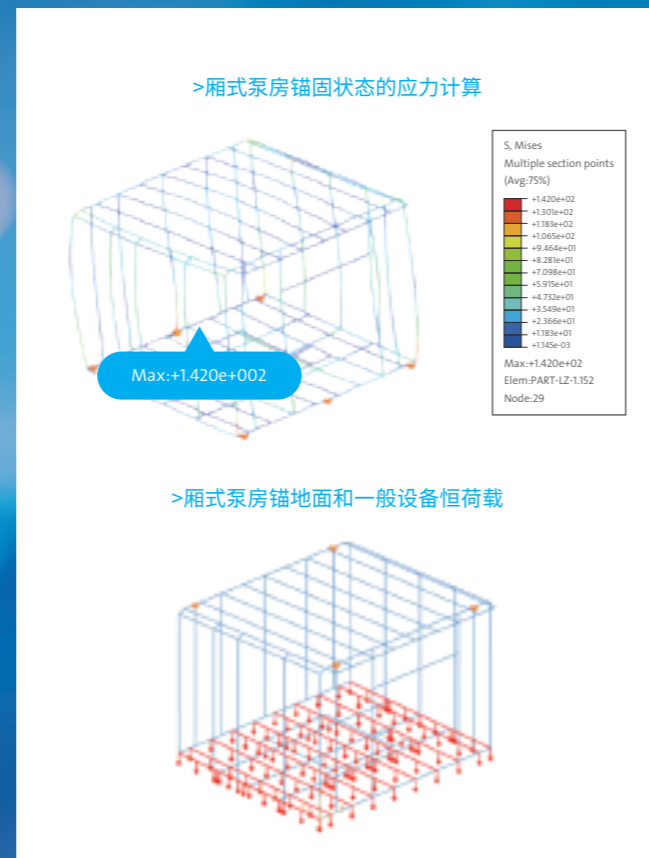 >厢式泵房锚固状态的应力计算
S, Mises
Multiple section points
(Avg:75%)
+1.420e+02
+1.301e+02
+1.183e+02
+1.065e+02
+9.464e+01
+8.281e+01
+7.098e+01
+5.915e+01
+4.732e+01
+3.549e+01
+2.366e+01
+1.183e+01
+1.145e-03
Max:+1.420e+02
Elem:PART-LZ-1.152
Node:29
Max:+1.420e+002
>厢式泵房锚地面和一般设备恒荷载